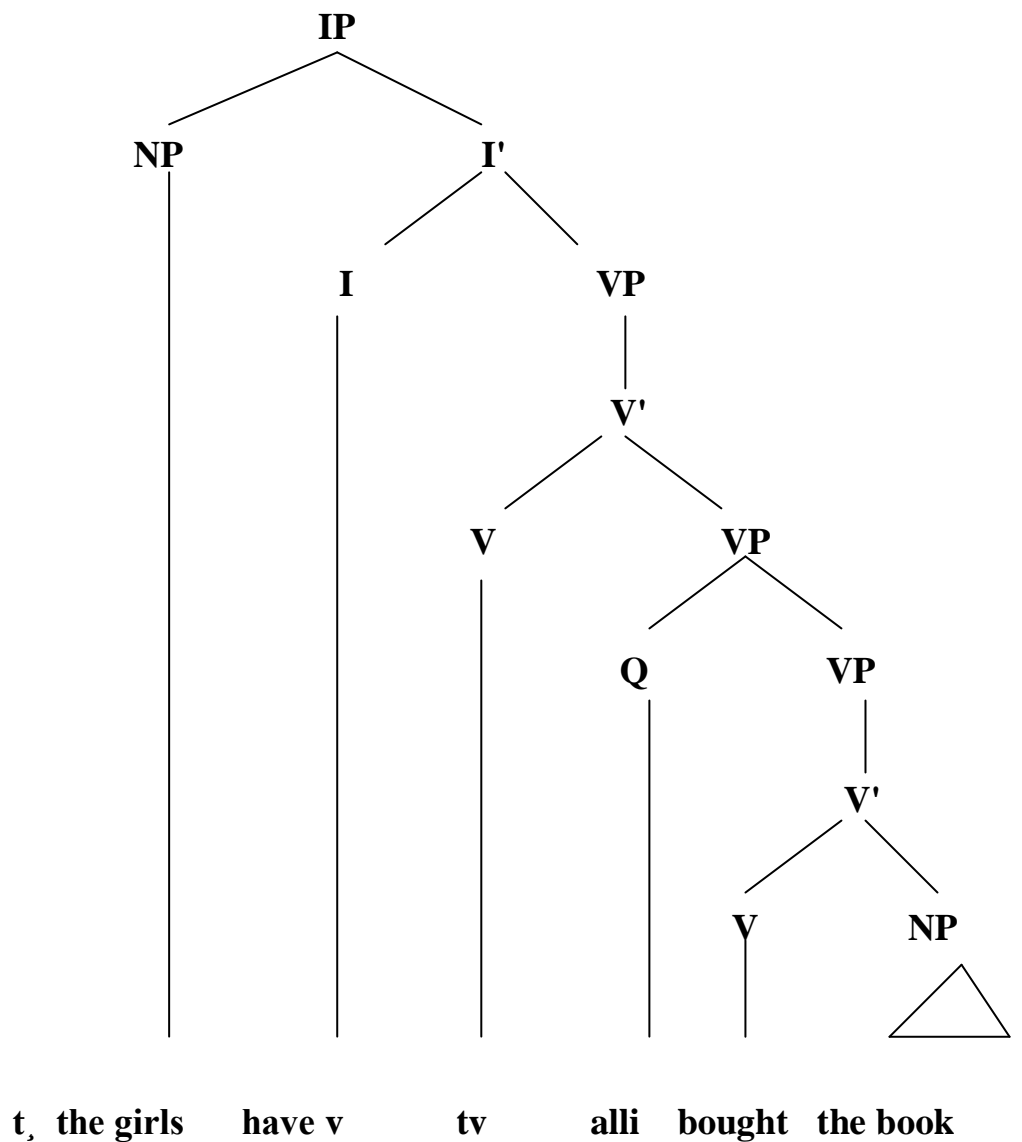 IP
NP I'
I VP
V'
V VP
Q VP
V'
V NP
t¸ the girls have v tv alli bought the book